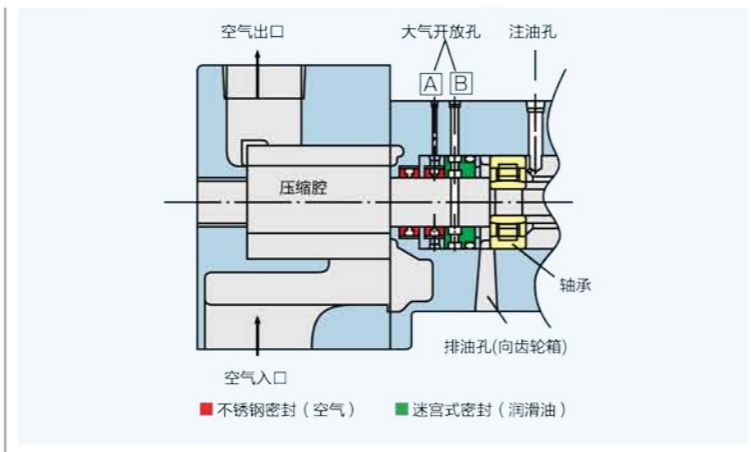 空气出口
大气开放孔
注油孔
A
B
压缩腔
轴承
排油孔(向齿轮箱)
空气入口
不锈钢密封（空气）
迷宫式密封（润滑油）